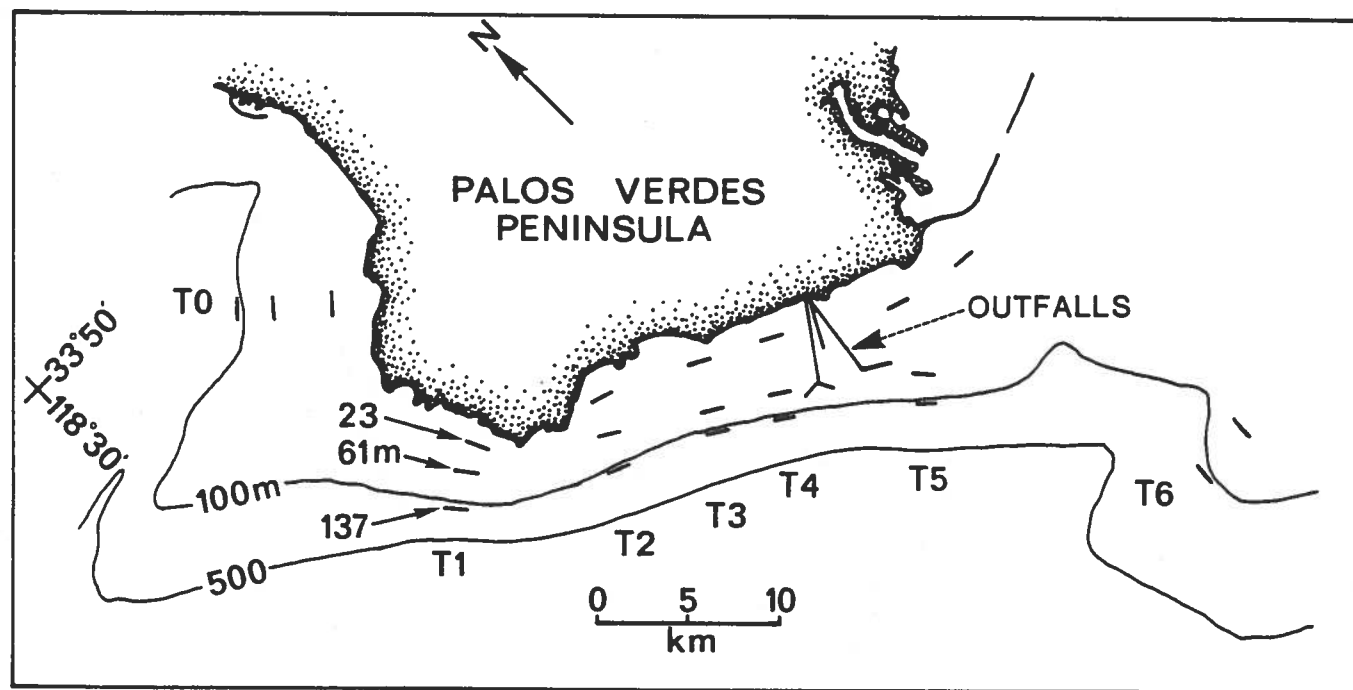 N
PALOS VERDES
PENINSULA
T0
OUTFALLS
33°50'
118°30'
23
61m
100m
137
500
T1
T2
T3
T4
T5
T6
0 5 10
km